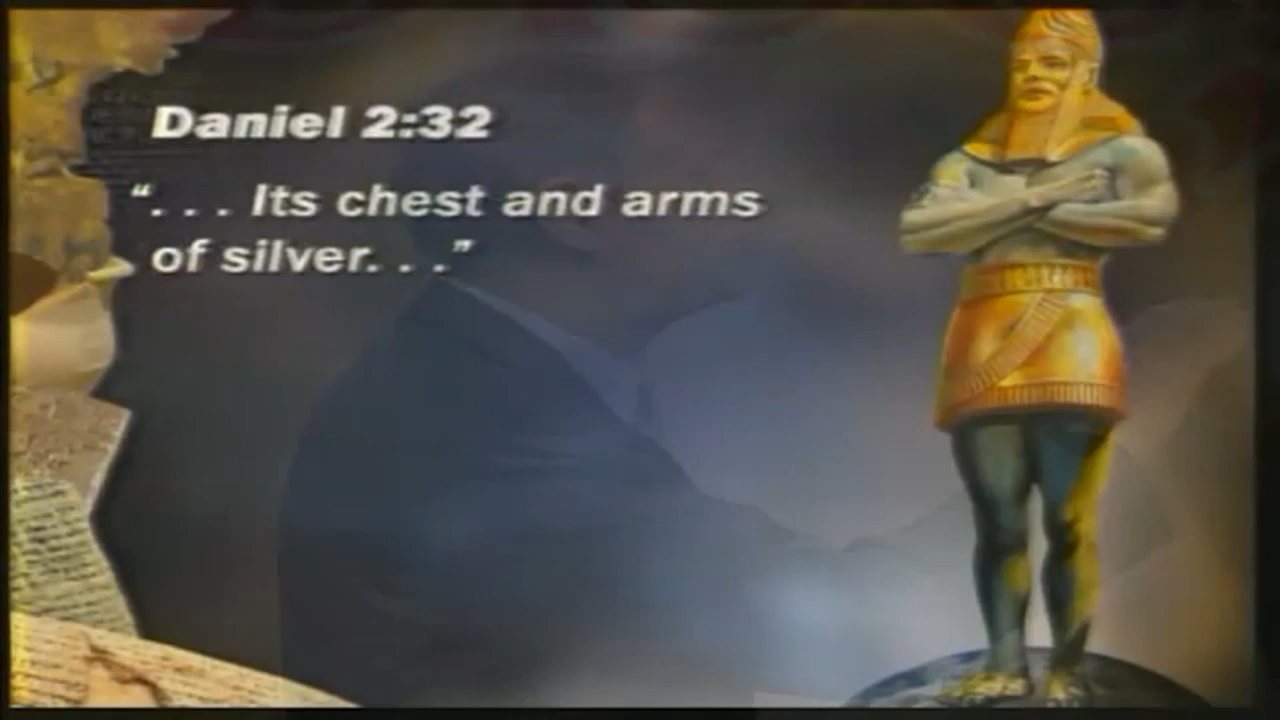 Daniel 2:32
“. . . Its chest and arms
of silver. . .”